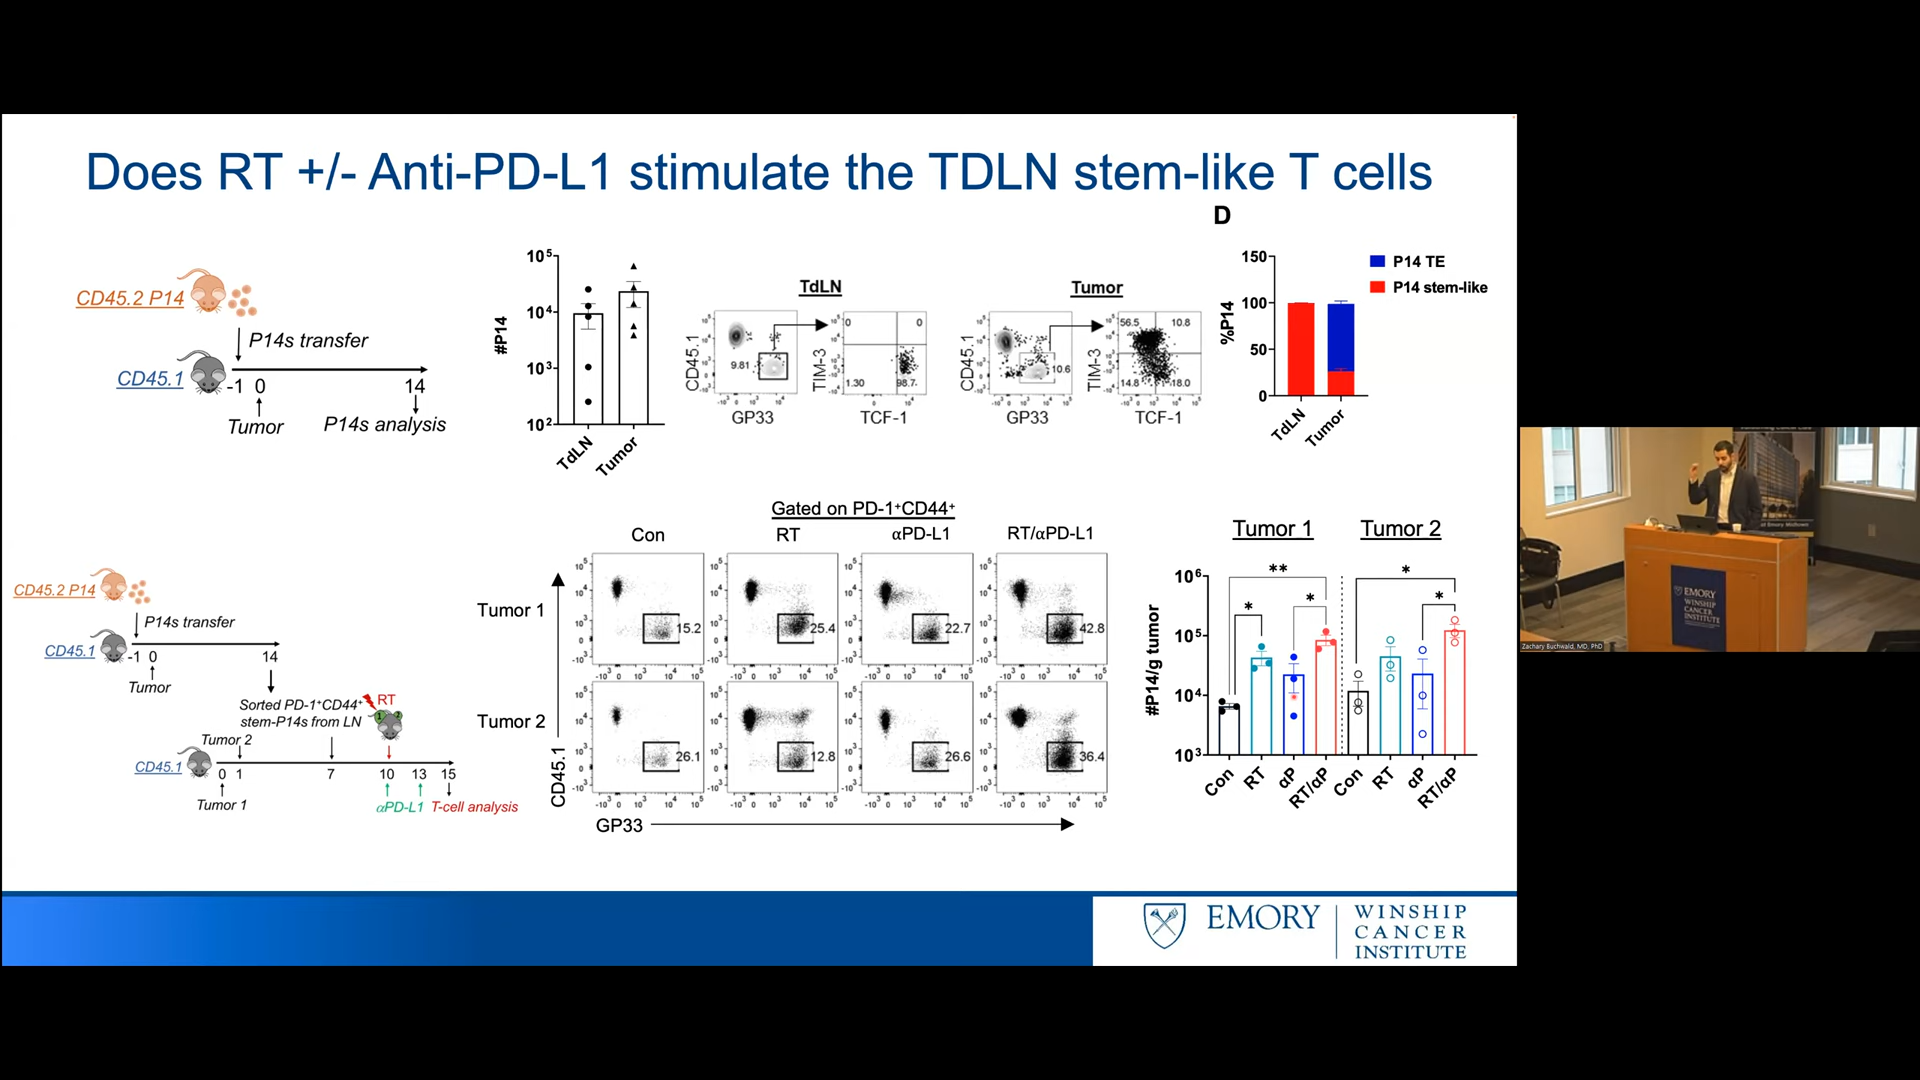 Does RT +/- Anti-PD-L1 stimulate the TDLN stem-like T cells
CD45.2 P14
P14s transfer
CD45.1
-1 0 14
Tumor
P14s analysis
#P14
10⁵
10⁴
10³
10²
TdLN
Tumor
TdLN
CD45.1
9.81
GP33
TIM-3
0 0
1.30 98.7
TCF-1
Tumor
CD45.1
10.6
GP33
TIM-3
56.5 10.8
14.8 18.0
TCF-1
D
%P14
150
100
50
0
TdLN
Tumor
P14 TE
P14 stem-like
CD45.2 P14
P14s transfer
CD45.1
-1 0 14
Tumor
Sorted PD-1⁺CD44⁺
stem-P14s from LN
RT
1 2
Tumor 2
CD45.1
0 1 7 10 13 15
Tumor 1
αPD-L1
T-cell analysis
Gated on PD-1⁺CD44⁺
Con RT αPD-L1 RT/αPD-L1
Tumor 1
15.2 25.4 22.7 42.8
Tumor 2
26.1 12.8 26.6 36.4
CD45.1
GP33
Tumor 1 Tumor 2
#P14/g tumor
10⁶
10⁵
10⁴
10³
** * * * *
Con RT αP RT/αP Con RT αP RT/αP
EMORY
WINSHIP
CANCER
INSTITUTE
EMORY
WINSHIP
CANCER
INSTITUTE
at Emory Midtown
Zachary Buchwald, MD, PhD